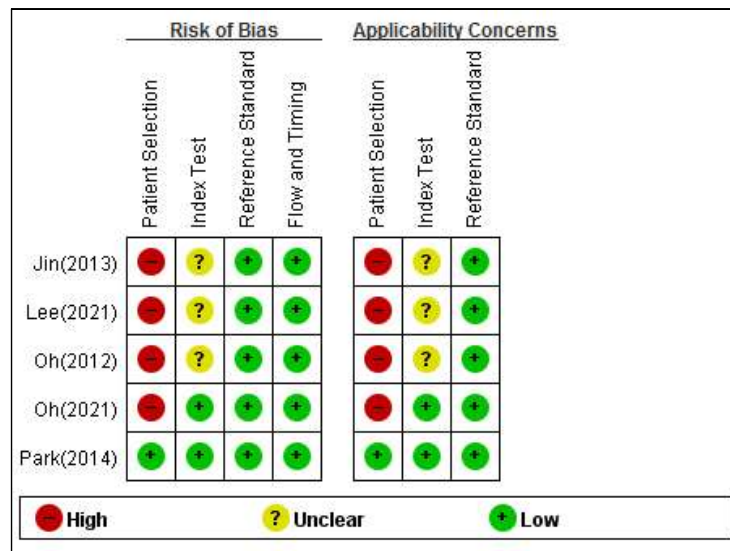 Risk of Bias Applicability Concerns
Patient Selection
Index Test
Reference Standard
Flow and Timing
Patient Selection
Index Test
Reference Standard
Jin(2013) - ? + + - ? +
Lee(2021) - ? + + - ? +
Oh(2012) - ? + + - ? +
Oh(2021) - + + + - + +
Park(2014) + + + + + + +
- High ? Unclear + Low